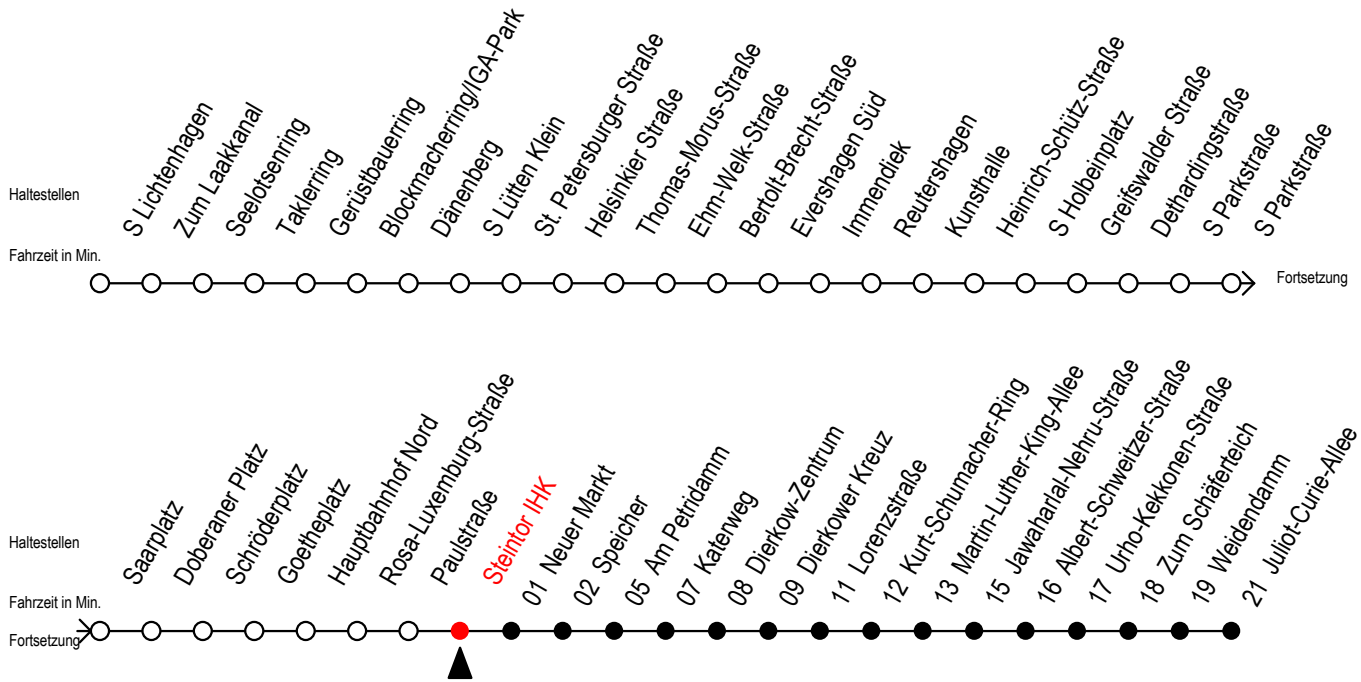 Haltestellen
S Lichtenhagen
Zum Laakkanal
Seelotsenring
Taklerring
Gerüstbauerring
Blockmacherring/IGA-Park
Dänenberg
S Lütten Klein
St. Petersburger Straße
Helsinkier Straße
Thomas-Morus-Straße
Ehm-Welk-Straße
Bertolt-Brecht-Straße
Evershagen Süd
Immendiek
Reutershagen
Kunsthalle
Heinrich-Schütz-Straße
S Holbeinplatz
Greifswalder Straße
Dethardingstraße
S Parkstraße
S Parkstraße
Fahrzeit in Min.
Fortsetzung
Haltestellen
Saarplatz
Doberaner Platz
Schröderplatz
Goetheplatz
Hauptbahnhof Nord
Rosa-Luxemburg-Straße
Paulstraße
Steintor IHK
01 Neuer Markt
02 Speicher
05 Am Petridamm
07 Katenweg
08 Dierkow-Zentrum
09 Dierkower Kreuz
11 Lorenzstraße
12 Kurt-Schumacher-Ring
13 Martin-Luther-King-Allee
15 Jawaharlal-Nehru-Straße
16 Albert-Schweitzer-Straße
17 Urho-Kekkonen-Straße
18 Zum Schäferteich
19 Weidendamm
21 Juliot-Curie-Allee
Fahrzeit in Min.
Fortsetzung